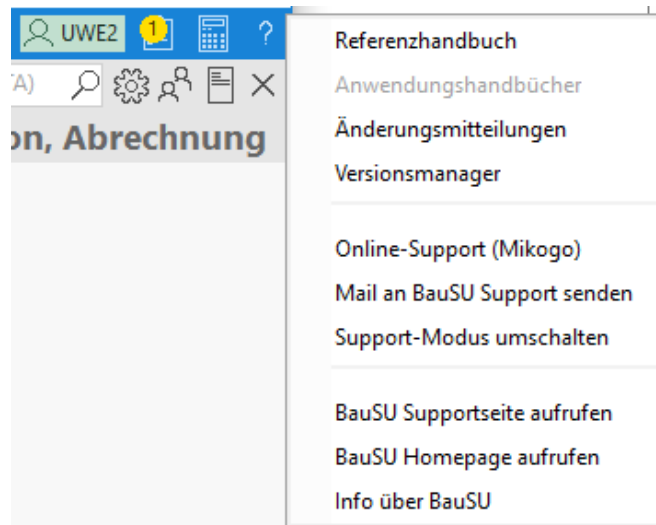 UWE2 1 ?
TA)
on, Abrechnung
Referenzhandbuch
Anwendungshandbücher
Änderungsmitteilungen
Versionsmanager
Online-Support (Mikogo)
Mail an BauSU Support senden
Support-Modus umschalten
BauSU Supportseite aufrufen
BauSU Homepage aufrufen
Info über BauSU